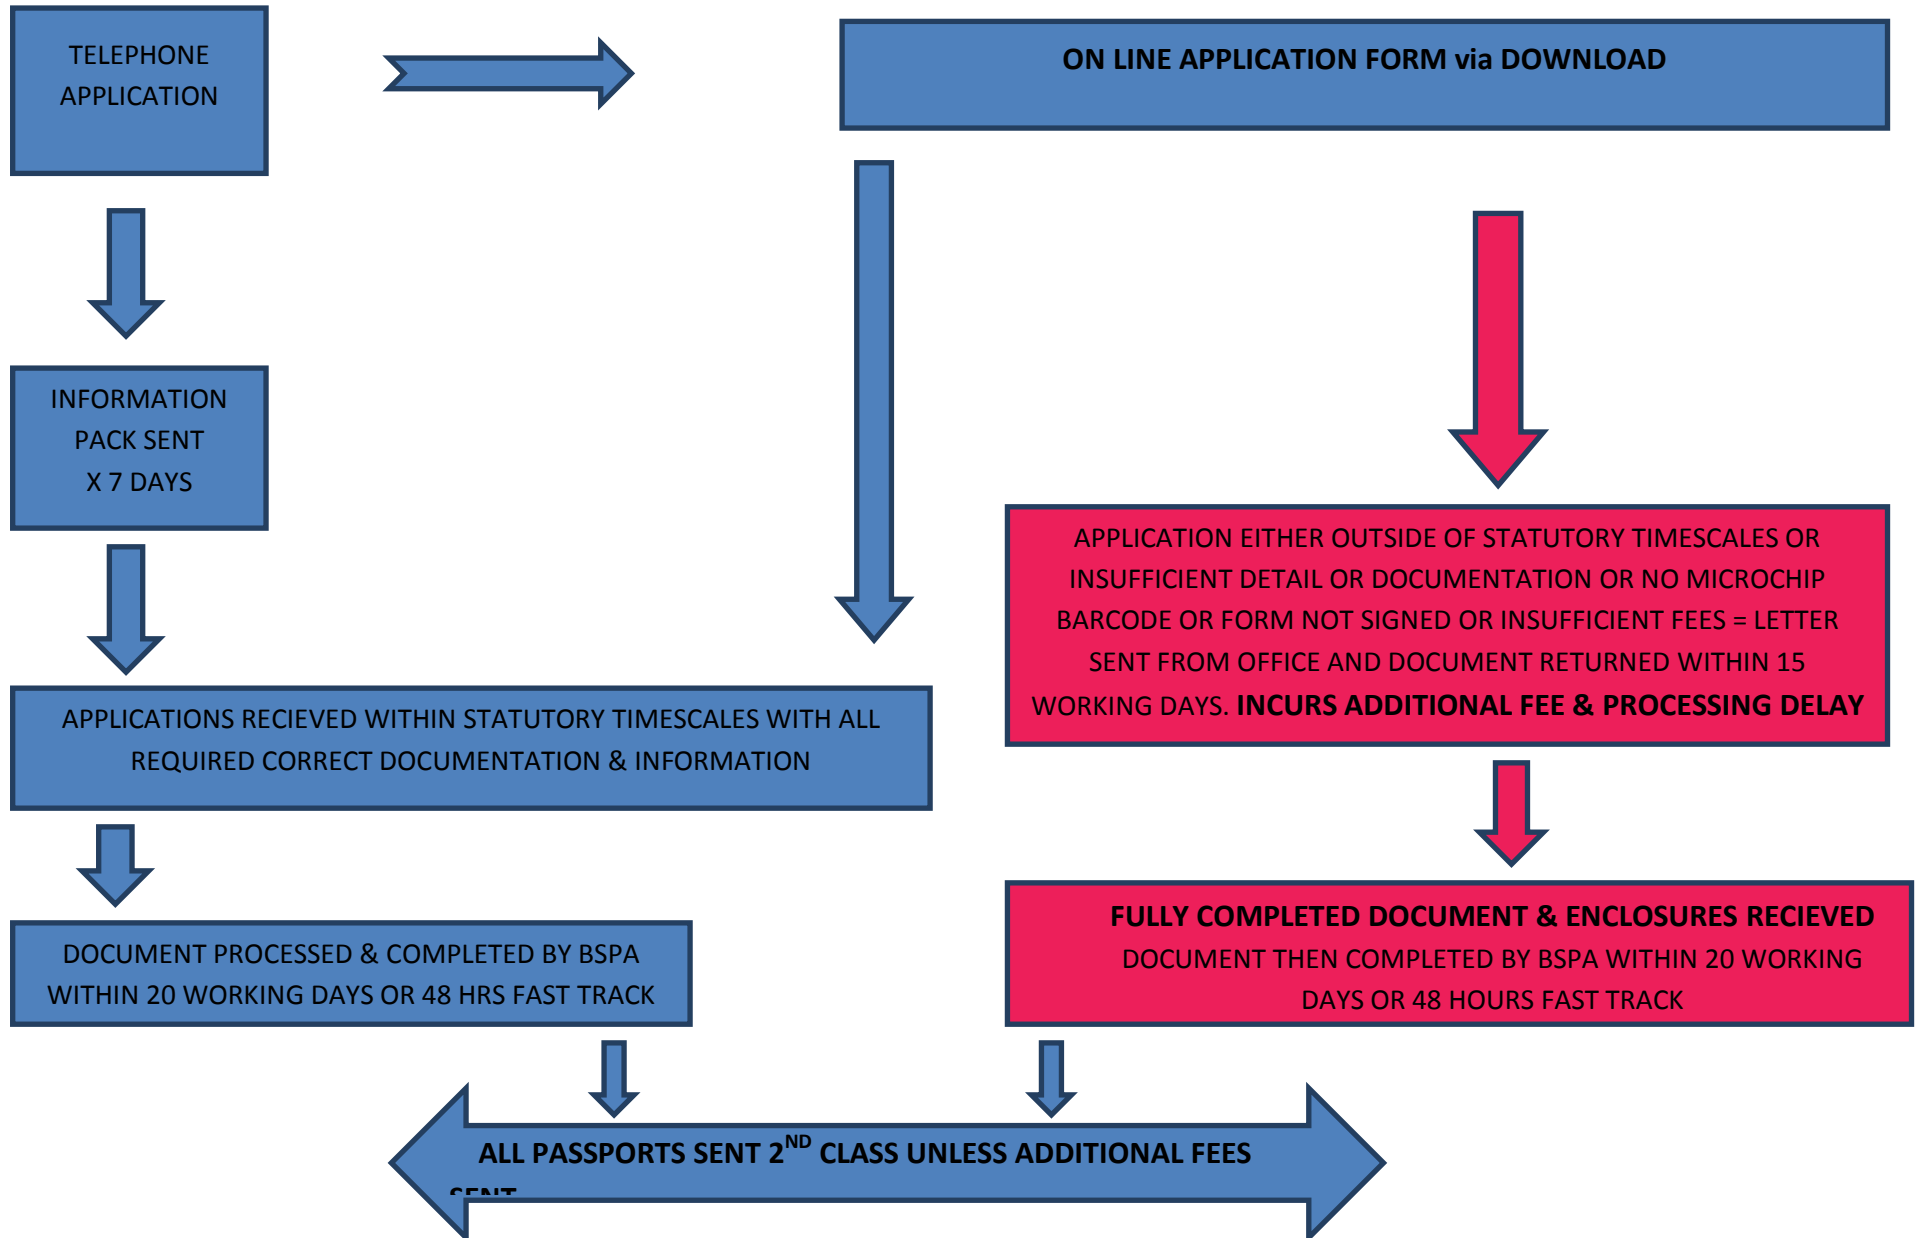 TELEPHONE
APPLICATION
ON LINE APPLICATION FORM via DOWNLOAD
INFORMATION
PACK SENT
X 7 DAYS
APPLICATION EITHER OUTSIDE OF STATUTORY TIMESCALES OR
INSUFFICIENT DETAIL OR DOCUMENTATION OR NO MICROCHIP
BARCODE OR FORM NOT SIGNED OR INSUFFICIENT FEES = LETTER
SENT FROM OFFICE AND DOCUMENT RETURNED WITHIN 15
WORKING DAYS. INCURS ADDITIONAL FEE & PROCESSING DELAY
APPLICATIONS RECIEVED WITHIN STATUTORY TIMESCALES WITH ALL
REQUIRED CORRECT DOCUMENTATION & INFORMATION
DOCUMENT PROCESSED & COMPLETED BY BSPA
WITHIN 20 WORKING DAYS OR 48 HRS FAST TRACK
FULLY COMPLETED DOCUMENT & ENCLOSURES RECIEVED
DOCUMENT THEN COMPLETED BY BSPA WITHIN 20 WORKING
DAYS OR 48 HOURS FAST TRACK
ALL PASSPORTS SENT 2ND CLASS UNLESS ADDITIONAL FEES
SENT